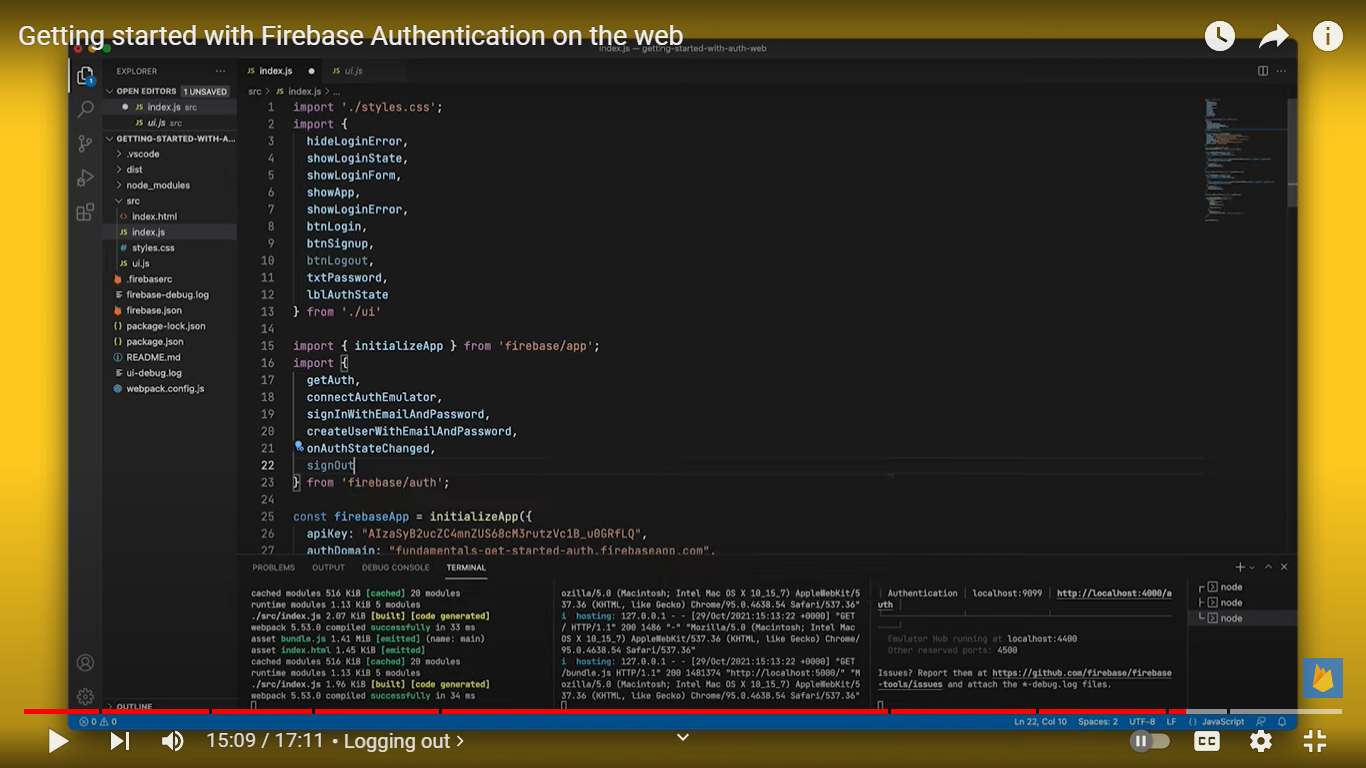 Getting started with Firebase Authentication on the web
index.js — getting-started-with-auth-web
EXPLORER
OPEN EDITORS 1 UNSAVED
JS index.js src
JS ui.js src
GETTING-STARTED-WITH-A...
.vscode
dist
node_modules
src
index.html
JS index.js
# styles.css
JS ui.js
.firebaserc
firebase-debug.log
firebase.json
{} package-lock.json
{} package.json
README.md
ui-debug.log
webpack.config.js
OUTLINE
JS index.js
JS ui.js
src > JS index.js > ...
1 import './styles.css';
2 import {
3 hideLoginError,
4 showLoginState,
5 showLoginForm,
6 showApp,
7 showLoginError,
8 btnLogin,
9 btnSignup,
10 btnLogout,
11 txtPassword,
12 lblAuthState
13 } from './ui'
14
15 import { initializeApp } from 'firebase/app';
16 import {
17 getAuth,
18 connectAuthEmulator,
19 signInWithEmailAndPassword,
20 createUserWithEmailAndPassword,
21 onAuthStateChanged,
22 signOut
23 } from 'firebase/auth';
24
25 const firebaseApp = initializeApp({
26 apiKey: "AIzaSyB2ucZC4mnZUS68cM3rutzVc1B_u0GRfLQ",
27 authDomain: "fundamentals-get-started-auth.firebaseapp.com",
PROBLEMS OUTPUT DEBUG CONSOLE TERMINAL
cached modules 516 KiB [cached] 20 modules
runtime modules 1.13 KiB 5 modules
./src/index.js 2.07 KiB [built] [code generated]
webpack 5.53.0 compiled successfully in 33 ms
asset bundle.js 1.41 MiB [emitted] (name: main)
asset index.html 1.45 KiB [emitted]
cached modules 516 KiB [cached] 20 modules
runtime modules 1.13 KiB 5 modules
./src/index.js 1.96 KiB [built] [code generated]
webpack 5.53.0 compiled successfully in 34 ms
ozilla/5.0 (Macintosh; Intel Mac OS X 10_15_7) AppleWebKit/5
37.36 (KHTML, like Gecko) Chrome/95.0.4638.54 Safari/537.36"
i hosting: 127.0.0.1 - - [29/Oct/2021:15:13:22 +0000] "GET
/ HTTP/1.1" 200 1486 "-" "Mozilla/5.0 (Macintosh; Intel Mac
OS X 10_15_7) AppleWebKit/537.36 (KHTML, like Gecko) Chrome/
95.0.4638.54 Safari/537.36"
i hosting: 127.0.0.1 - - [29/Oct/2021:15:13:22 +0000] "GET
/bundle.js HTTP/1.1" 200 1481374 "http://localhost:5000/" "M
ozilla/5.0 (Macintosh; Intel Mac OS X 10_15_7) AppleWebKit/5
37.36 (KHTML, like Gecko) Chrome/95.0.4638.54 Safari/537.36"
│ Authentication │ localhost:9099 │ http://localhost:4000/a
uth │
Emulator Hub running at localhost:4400
Other reserved ports: 4500
Issues? Report them at https://github.com/firebase/firebase
-tools/issues and attach the *-debug.log files.
node
node
node
1
0 0
Ln 22, Col 10 Spaces: 2 UTF-8 LF {} JavaScript
15:09 / 17:11 • Logging out >
CC